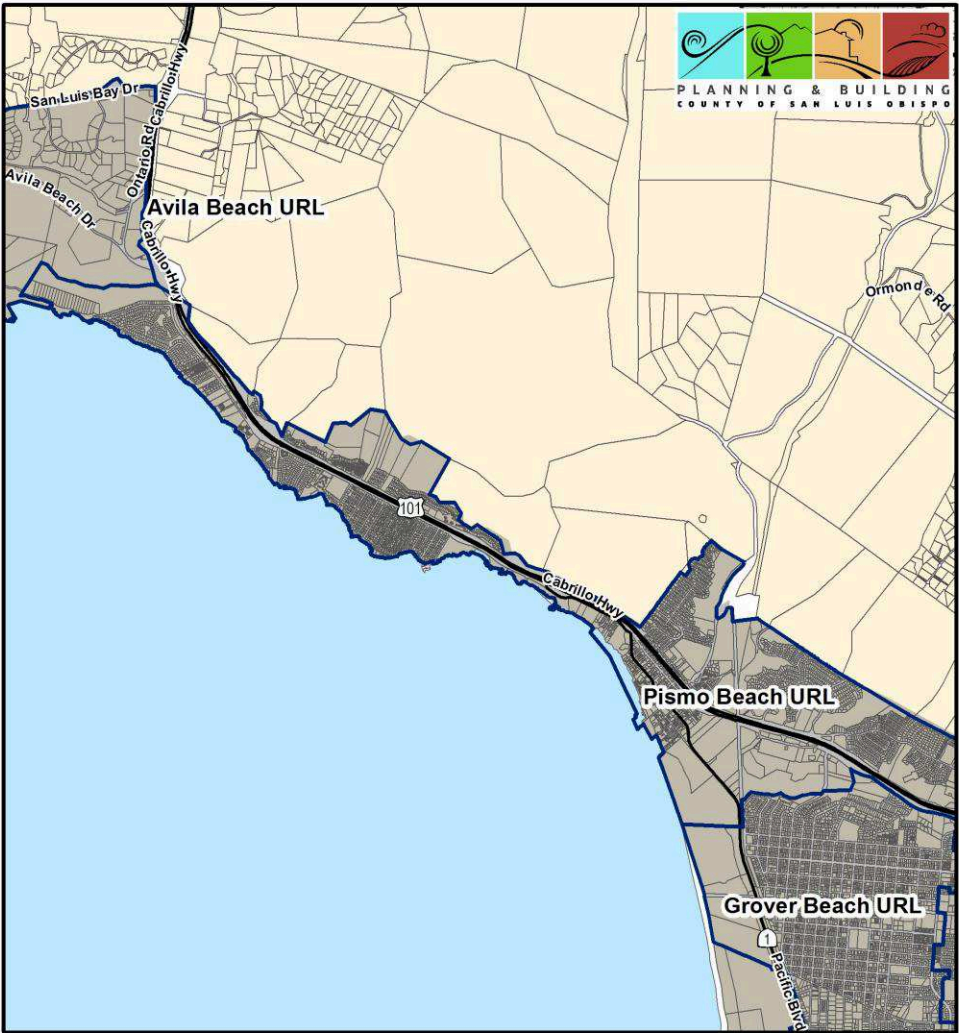 PLANNING & BUILDING
COUNTY OF SAN LUIS OBISPO
San Luis Bay Dr
Cabrillo Hwy
Ontario Rd
Avila Beach Dr
Avila Beach URL
Cabrillo Hwy
Ormonde Rd
101
Cabrillo Hwy
Pismo Beach URL
Grover Beach URL
1
Pacific Blvd